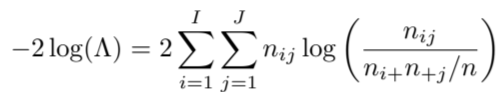 −2 log(Λ) = 2 ∑_{i=1}^{I} ∑_{j=1}^{J} n_{ij} log ( n_{ij} / (n_{i+} n_{+j} / n) )